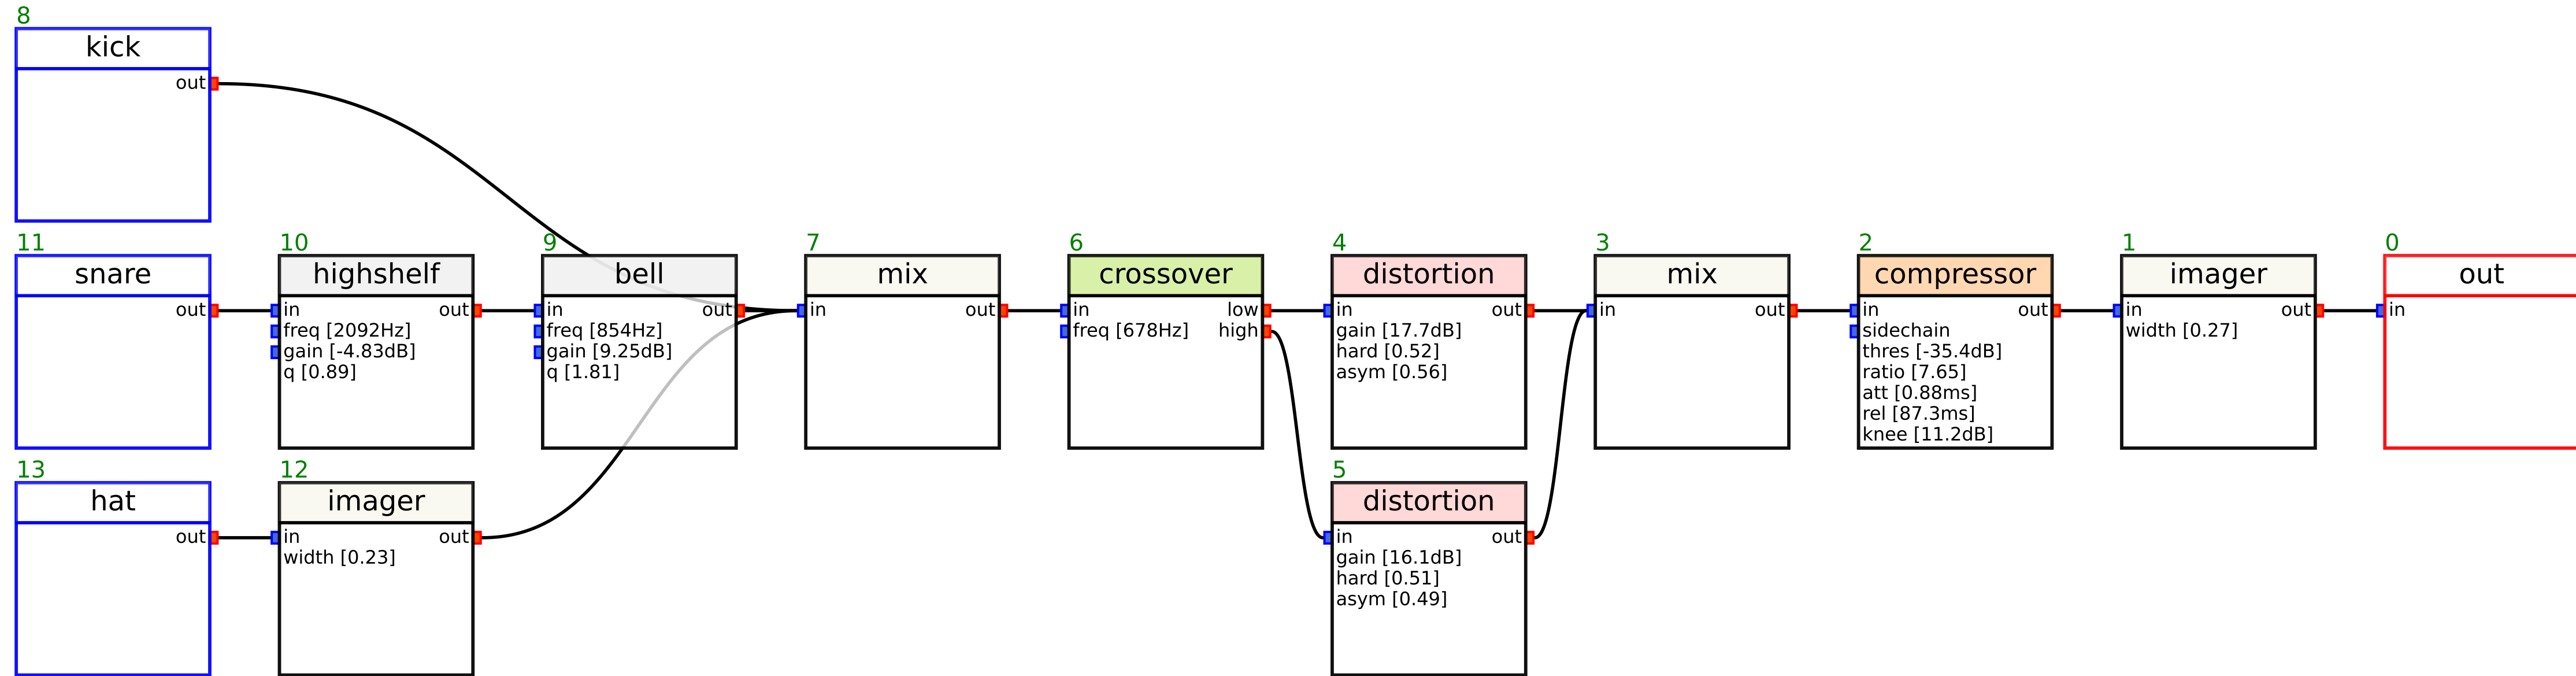 8
kick
out
11
snare
out
10
highshelf
in out
freq [2092Hz]
gain [-4.83dB]
q [0.89]
9
bell
in out
freq [854Hz]
gain [9.25dB]
q [1.81]
7
mix
in out
6
crossover
in low
freq [678Hz] high
4
distortion
in out
gain [17.7dB]
hard [0.52]
asym [0.56]
3
mix
in out
2
compressor
in out
sidechain
thres [-35.4dB]
ratio [7.65]
att [0.88ms]
rel [87.3ms]
knee [11.2dB]
1
imager
in out
width [0.27]
0
out
in
13
hat
out
12
imager
in out
width [0.23]
5
distortion
in out
gain [16.1dB]
hard [0.51]
asym [0.49]